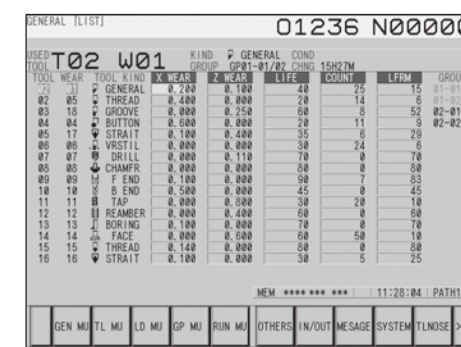 GENERAL [LIST]
O1236 N0000
USED TOOL T02 W01 KIND GENERAL COND
GROUP GP01-01/02 CHNG 15H27M
TOOL WEAR TOOL KIND X WEAR Z WEAR LIFE COUNT LFRM GROU
GENERAL 0.200 0.100 40 25 15 01-01
02 05 THREAD 0.400 0.000 20 14 6 01-02
03 18 GROOVE 0.000 0.250 60 8 52 02-01
04 04 BUTTON 0.600 0.000 20 11 9 02-02
05 17 STRAIT 0.100 0.400 35 6 29
06 06 VRSTIL 0.000 0.000 30 24 6
07 07 DRILL 0.000 0.110 70 0 70
08 08 CHAMFR 0.000 0.000 80 0 80
09 09 F END 0.100 0.000 90 7 83
10 10 B END 0.500 0.000 45 0 45
11 11 TAP 0.000 0.800 30 20 10
12 12 REAMBER 0.000 0.400 60 0 60
13 13 BORING 0.100 0.000 70 0 70
14 14 FACE 0.000 0.600 60 50 10
15 15 THREAD 0.140 0.000 80 0 80
16 16 STRAIT 0.100 0.000 30 5 25
MEM **** *** *** 11:28:04 PATH1
GEN MU TL MU LD MU GP MU RUN MU OTHERS IN/OUT MESAGE SYSTEM TLNOSE >